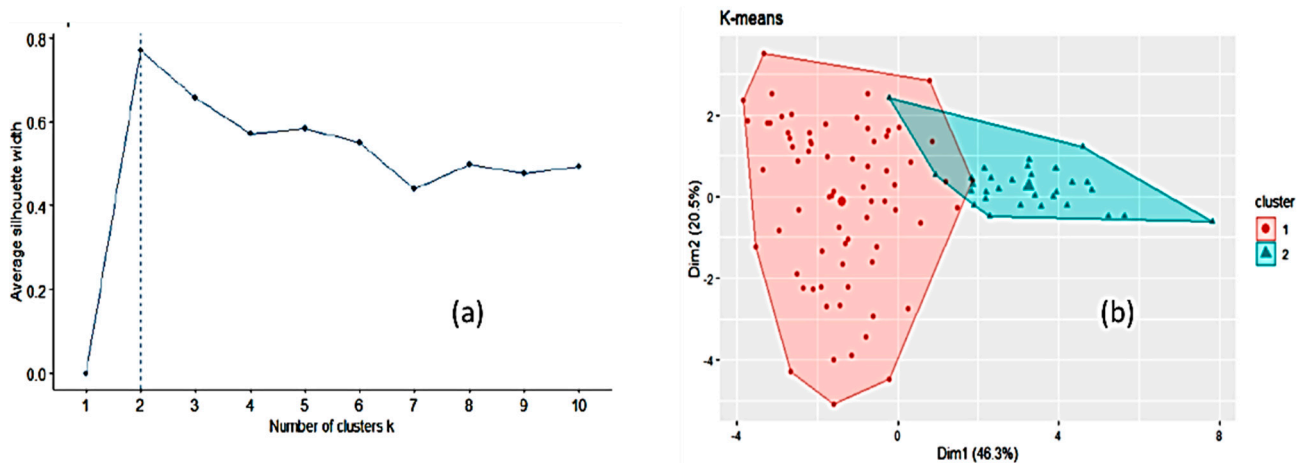 0.8
0.6
0.4
0.2
0.0
Average silhouette width
1 2 3 4 5 6 7 8 9 10
Number of clusters k
(a)
K-means
2
0
-2
-4
Dim2 (20.5%)
-4 0 4 8
Dim1 (46.3%)
(b)
cluster
1
2